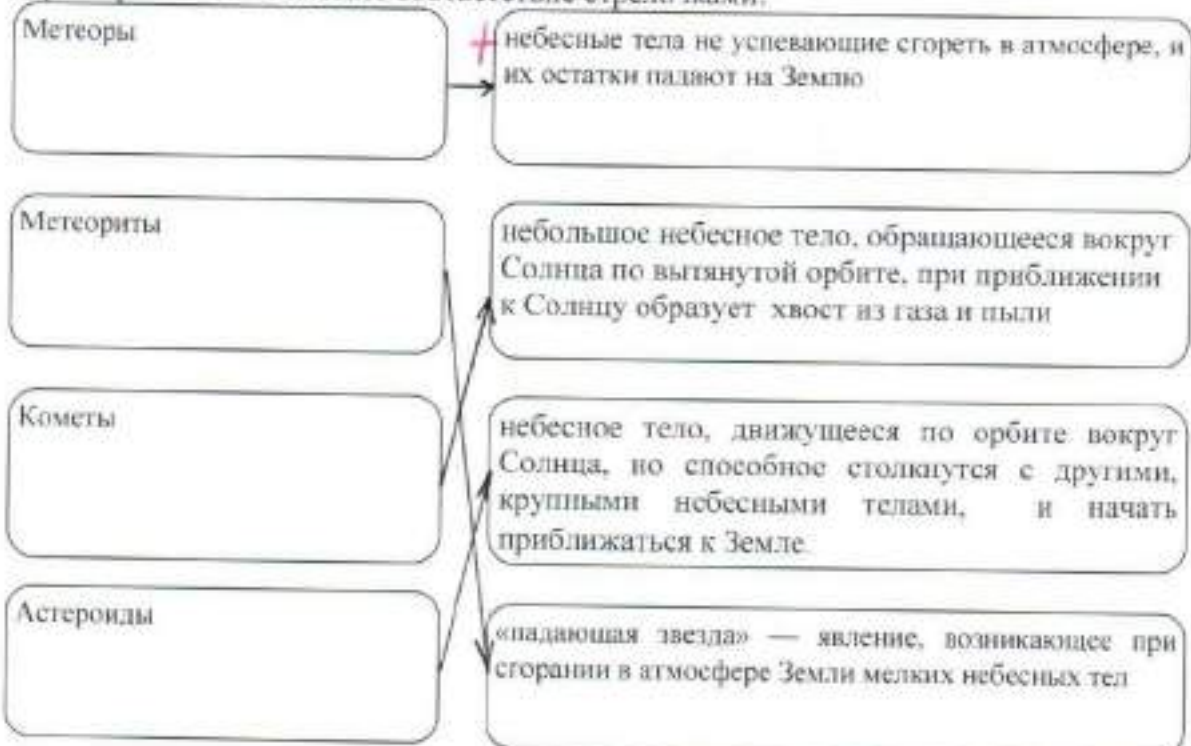 Метеоры
небесные тела не успевающие сгореть в атмосфере, и
их остатки падают на Землю
Метеориты
небольшое небесное тело, обращающееся вокруг
Солнца по вытянутой орбите, при приближении
к Солнцу образует хвост из газа и пыли
Кометы
небесное тело, движущееся по орбите вокруг
Солнца, но способное столкнутся с другими,
крупными небесными телами, и начать
приближаться к Земле.
Астероиды
«падающая звезда» — явление, возникающее при
сгорании в атмосфере Земли мелких небесных тел